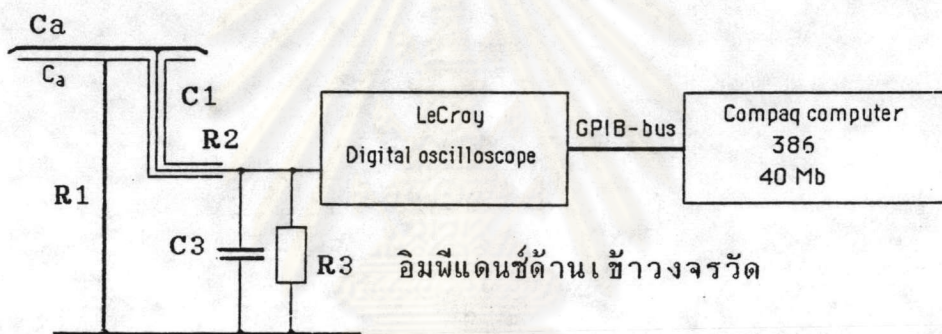 Ca
Ca
C1
R2
R1
C3
R3
LeCroy
Digital oscilloscope
GPIB-bus
Compaq computer
386
40 Mb
อิมพีแดนซ์ด้านเข้าวงจรวัด